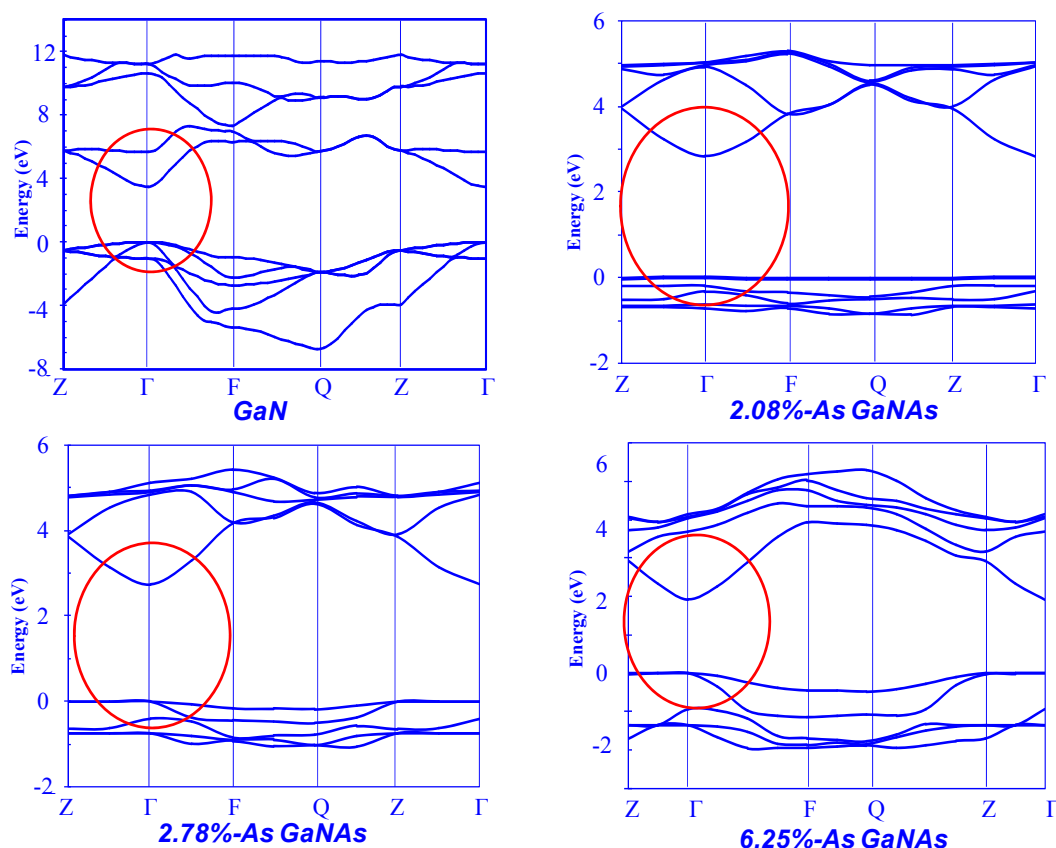 Energy (eV)
12
8
4
0
-4
-8
Z Γ F Q Z Γ
GaN
Energy (eV)
6
4
2
0
-2
Z Γ F Q Z Γ
2.08%-As GaNAs
Energy (eV)
6
4
2
0
-2
Z Γ F Q Z Γ
2.78%-As GaNAs
Energy (eV)
6
4
2
0
-2
Z Γ F Q Z Γ
6.25%-As GaNAs